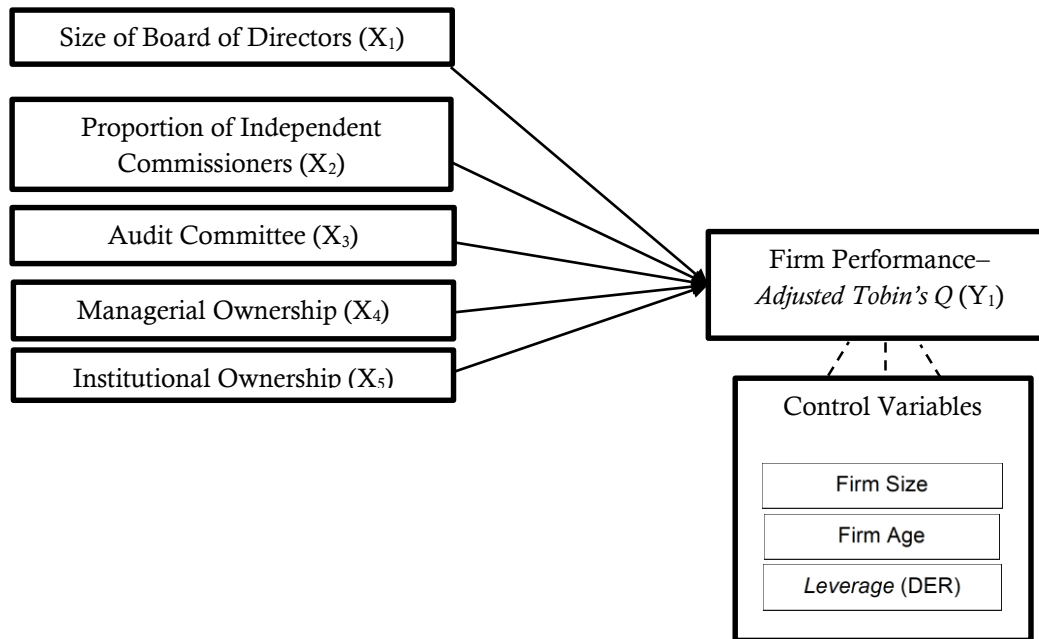 Size of Board of Directors (X₁)
Proportion of Independent
Commissioners (X₂)
Audit Committee (X₃)
Managerial Ownership (X₄)
Institutional Ownership (X₅)
Firm Performance–
Adjusted Tobin's Q (Y₁)
Control Variables
Firm Size
Firm Age
Leverage (DER)